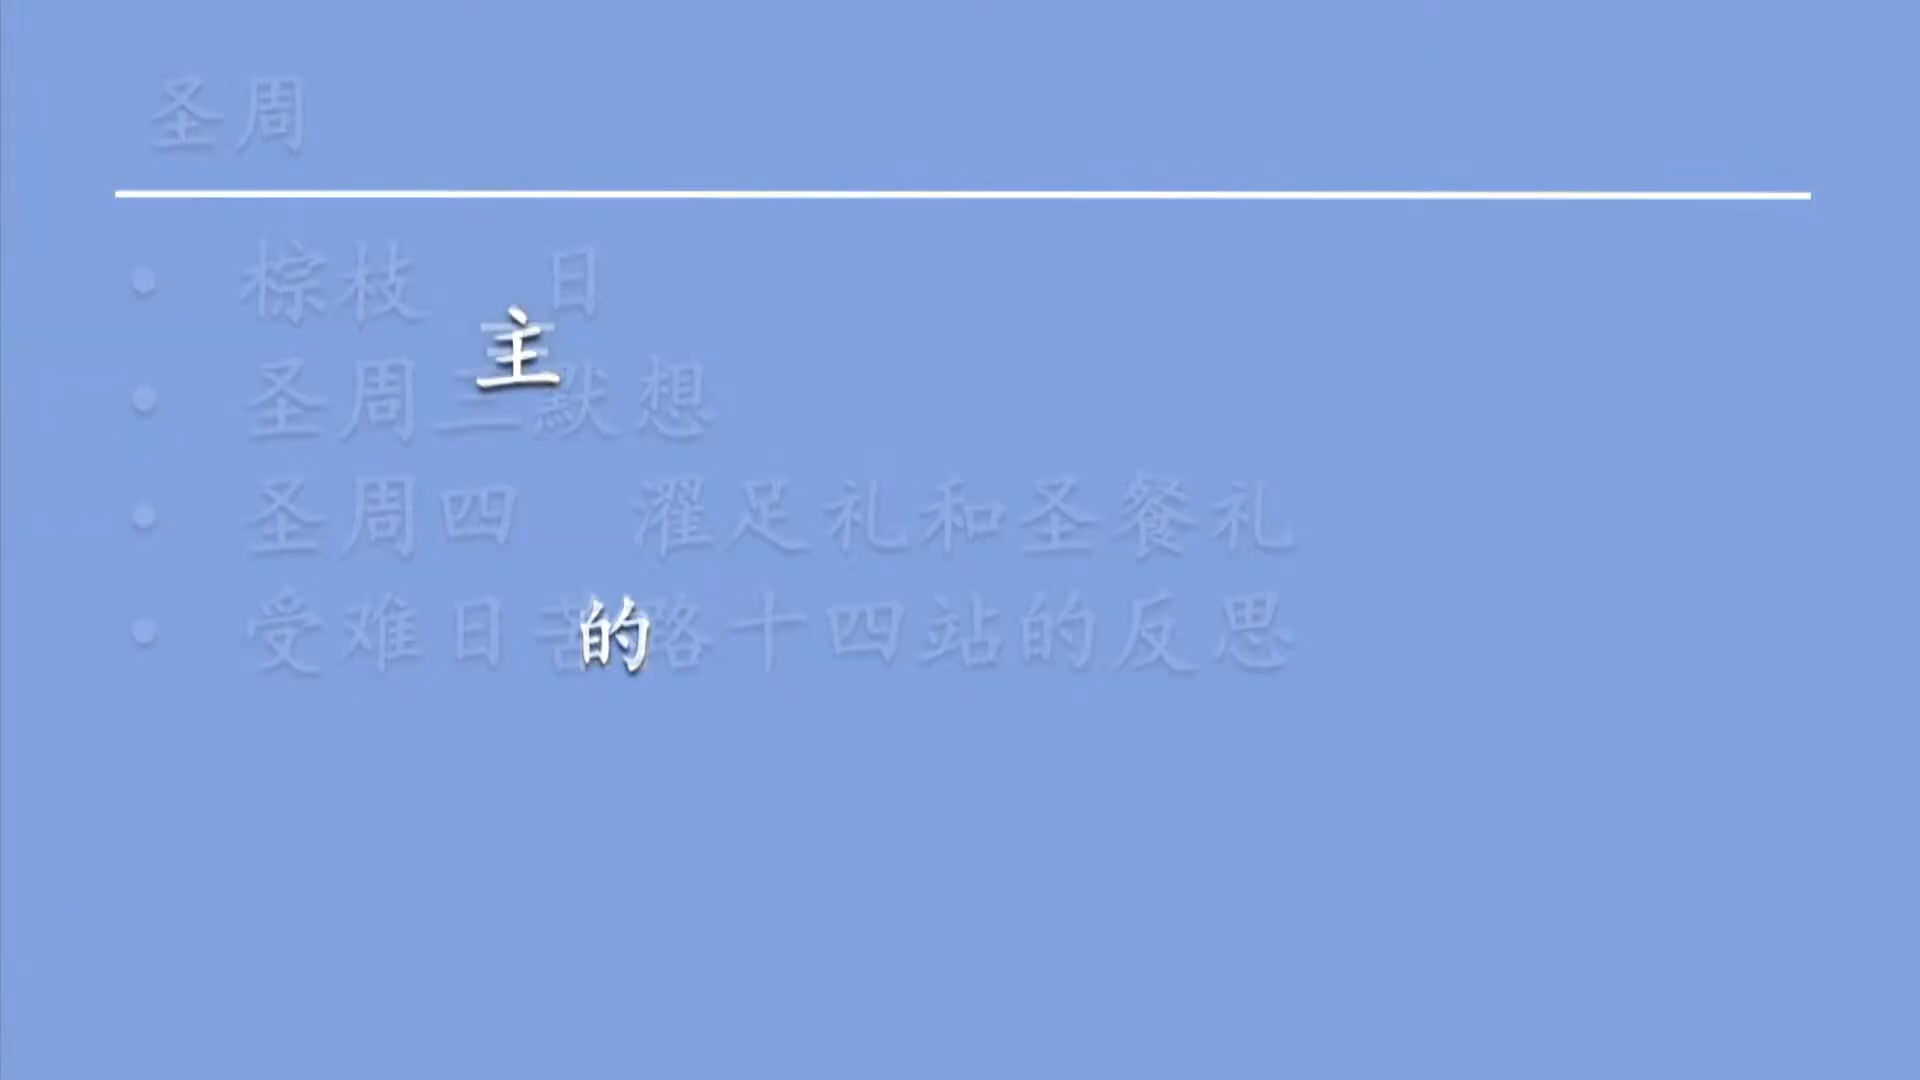 圣周
• 棕枝主日
• 圣周三默想
• 圣周四 濯足礼和圣餐礼
• 受难日苦路十四站的反思
的